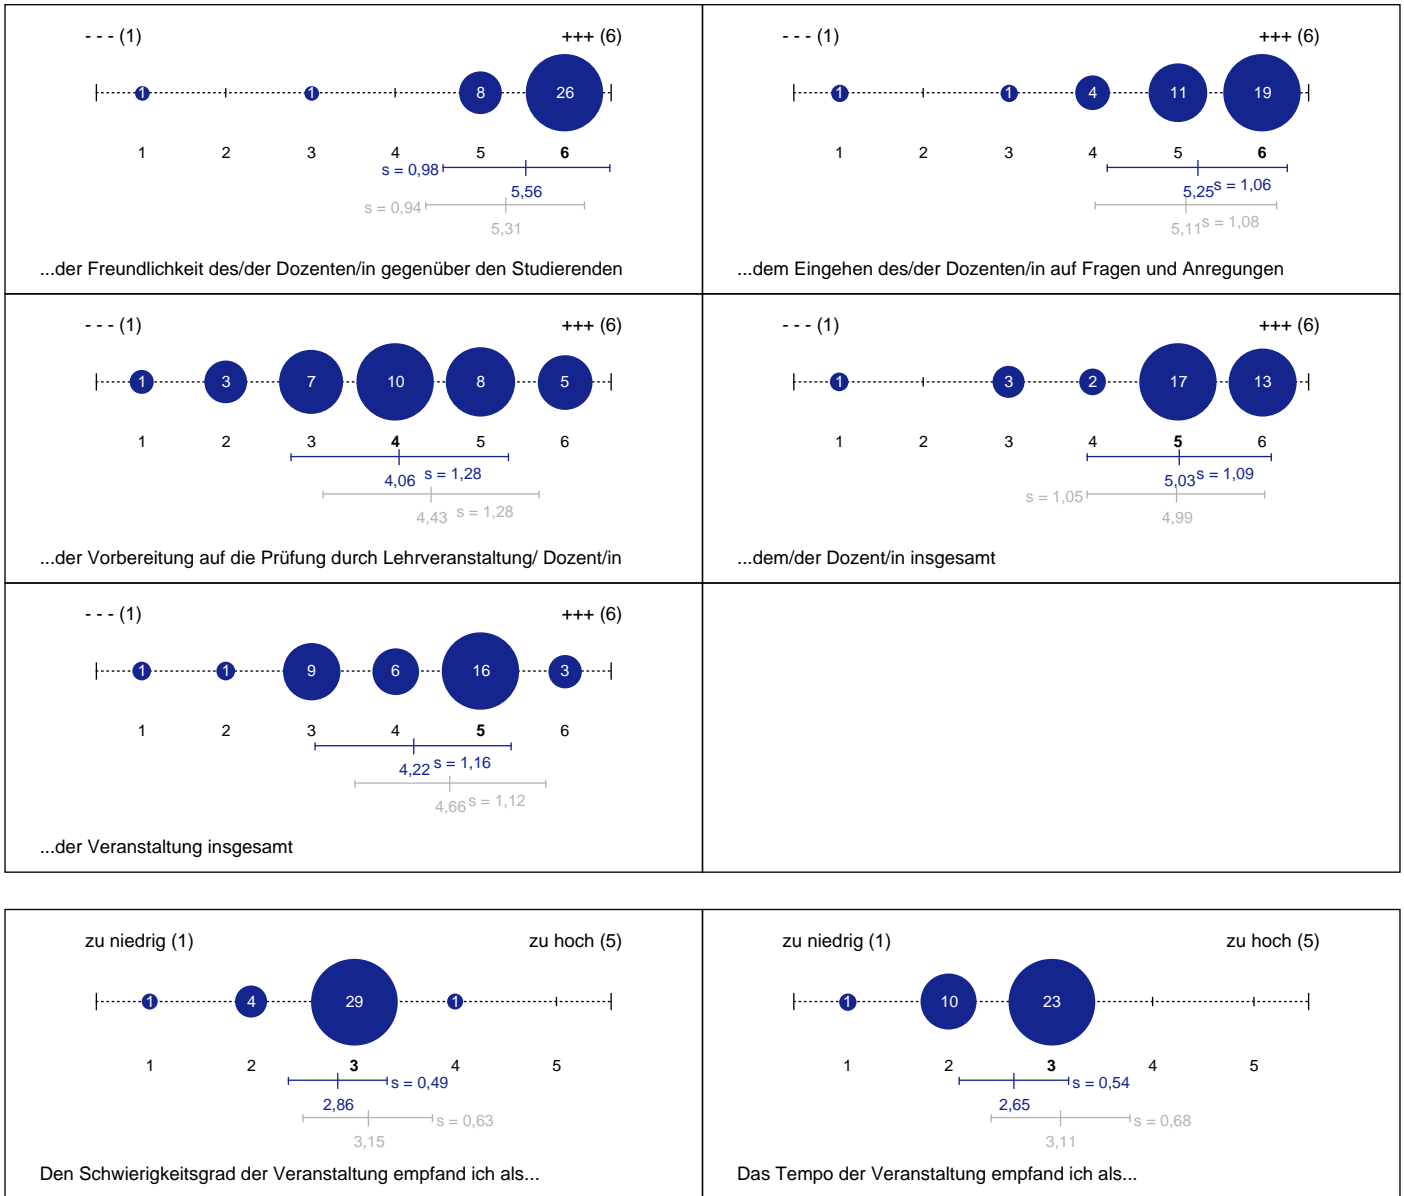 - - - (1) +++ (6)
1 1 8 26
1 2 3 4 5 6
s = 0,98
5,56
s = 0,94
5,31
...der Freundlichkeit des/der Dozenten/in gegenüber den Studierenden
- - - (1) +++ (6)
1 1 4 11 19
1 2 3 4 5 6
5,25 s = 1,06
5,11 s = 1,08
...dem Eingehen des/der Dozenten/in auf Fragen und Anregungen
- - - (1) +++ (6)
1 3 7 10 8 5
1 2 3 4 5 6
4,06 s = 1,28
4,43 s = 1,28
...der Vorbereitung auf die Prüfung durch Lehrveranstaltung/ Dozent/in
- - - (1) +++ (6)
1 3 2 17 13
1 2 3 4 5 6
5,03 s = 1,09
s = 1,05
4,99
...dem/der Dozent/in insgesamt
- - - (1) +++ (6)
1 1 9 6 16 3
1 2 3 4 5 6
4,22 s = 1,16
4,66 s = 1,12
...der Veranstaltung insgesamt
zu niedrig (1) zu hoch (5)
1 4 29 1
1 2 3 4 5
s = 0,49
2,86
s = 0,63
3,15
Den Schwierigkeitsgrad der Veranstaltung empfand ich als...
zu niedrig (1) zu hoch (5)
1 10 23
1 2 3 4 5
s = 0,54
2,65
s = 0,68
3,11
Das Tempo der Veranstaltung empfand ich als...